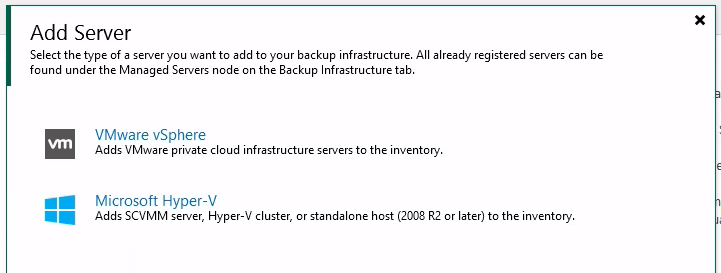 Add Server
Select the type of a server you want to add to your backup infrastructure. All already registered servers can be
found under the Managed Servers node on the Backup Infrastructure tab.
vm
VMware vSphere
Adds VMware private cloud infrastructure servers to the inventory.
Microsoft Hyper-V
Adds SCVMM server, Hyper-V cluster, or standalone host (2008 R2 or later) to the inventory.